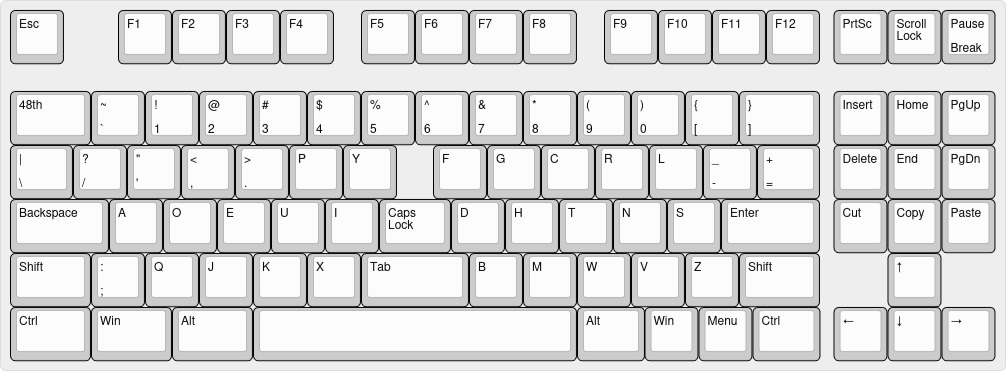 Esc F1 F2 F3 F4 F5 F6 F7 F8 F9 F10 F11 F12 PrtSc Scroll Pause
Lock
Break
48th ~ ! @ # $ % ^ & * ( ) { } Insert Home PgUp
` 1 2 3 4 5 6 7 8 9 0 [ ]
| ? " < > P Y F G C R L _ + Delete End PgDn
\ / ' , . - =
Backspace A O E U I Caps D H T N S Enter Cut Copy Paste
Lock
Shift : Q J K X Tab B M W V Z Shift ↑
;
Ctrl Win Alt Alt Win Menu Ctrl ← ↓ →